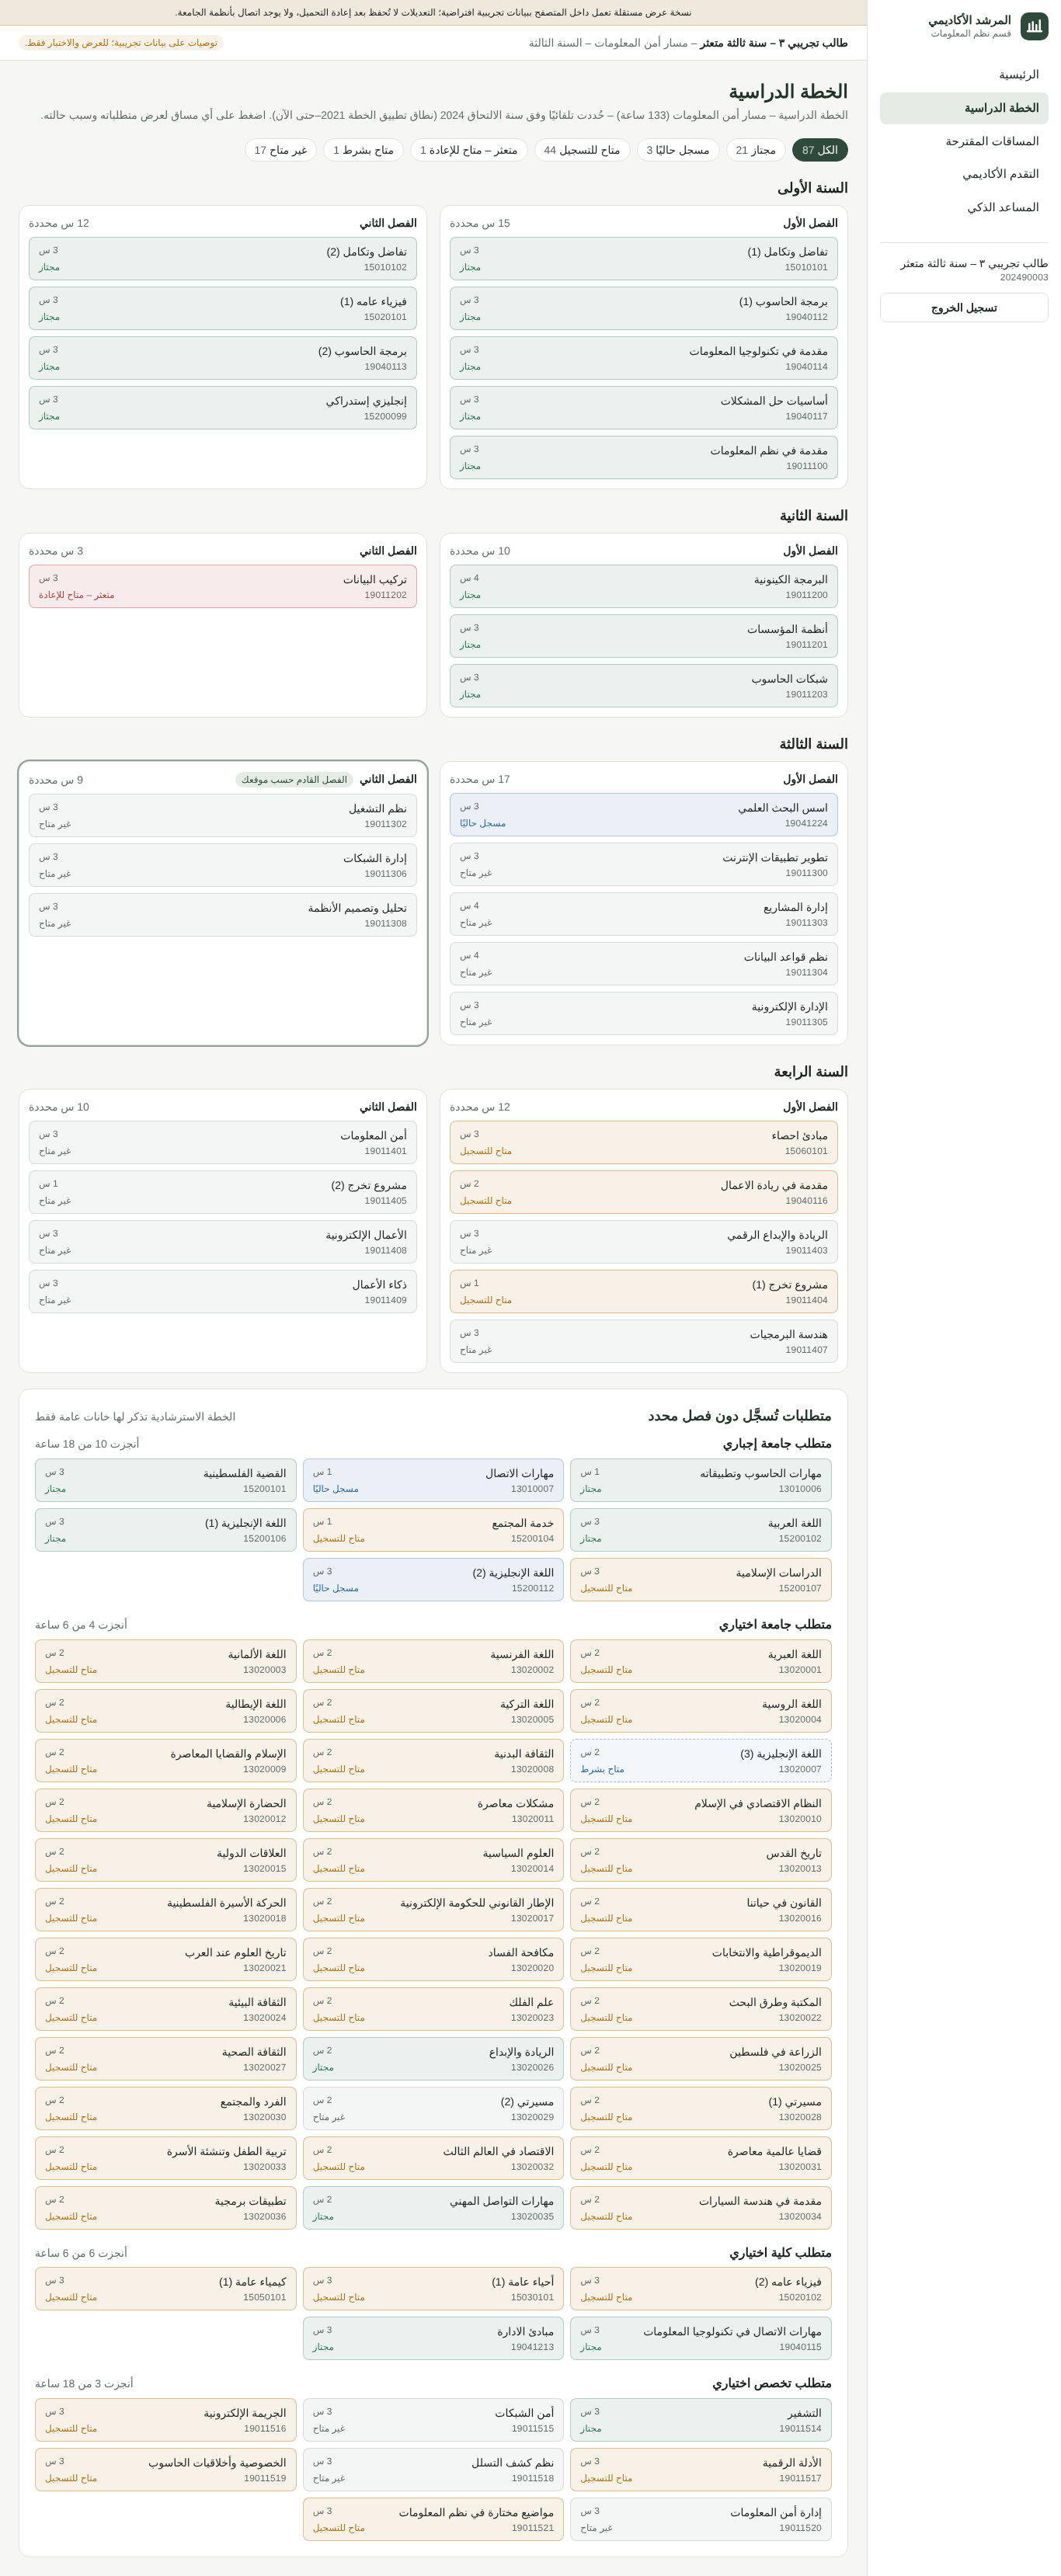 نسخة عرض مستقلة تعمل داخل المتصفح ببيانات تجريبية افتراضية؛ التعديلات لا تُحفظ بعد إعادة التحميل، ولا يوجد اتصال بأنظمة الجامعة.
المرشد الأكاديمي
قسم نظم المعلومات
الرئيسية
الخطة الدراسية
المساقات المقترحة
التقدم الأكاديمي
المساعد الذكي
طالب تجريبي ٣ – سنة ثالثة متعثر
202490003
تسجيل الخروج
طالب تجريبي ٣ – سنة ثالثة متعثر – مسار أمن المعلومات – السنة الثالثة
توصيات على بيانات تجريبية؛ للعرض والاختبار فقط.
الخطة الدراسية
الخطة الدراسية – مسار أمن المعلومات (133 ساعة) – حُددت تلقائيًا وفق سنة الالتحاق 2024 (نطاق تطبيق الخطة 2021–حتى الآن). اضغط على أي مساق لعرض متطلباته وسبب حالته.
الكل 87
مجتاز 21
مسجل حاليًا 3
متاح للتسجيل 44
متعثر – متاح للإعادة 1
متاح بشرط 1
غير متاح 17
السنة الأولى
الفصل الأول 15 س محددة
تفاضل وتكامل (1) 3 س
15010101 مجتاز
برمجة الحاسوب (1) 3 س
19040112 مجتاز
مقدمة في تكنولوجيا المعلومات 3 س
19040114 مجتاز
أساسيات حل المشكلات 3 س
19040117 مجتاز
مقدمة في نظم المعلومات 3 س
19011100 مجتاز
الفصل الثاني 12 س محددة
تفاضل وتكامل (2) 3 س
15010102 مجتاز
فيزياء عامه (1) 3 س
15020101 مجتاز
برمجة الحاسوب (2) 3 س
19040113 مجتاز
إنجليزي إستدراكي 3 س
15200099 مجتاز
السنة الثانية
الفصل الأول 10 س محددة
البرمجة الكينونية 4 س
19011200 مجتاز
أنظمة المؤسسات 3 س
19011201 مجتاز
شبكات الحاسوب 3 س
19011203 مجتاز
الفصل الثاني 3 س محددة
تركيب البيانات 3 س
19011202 متعثر – متاح للإعادة
السنة الثالثة
الفصل الأول 17 س محددة
اسس البحث العلمي 3 س
19041224 مسجل حاليًا
تطوير تطبيقات الإنترنت 3 س
19011300 غير متاح
إدارة المشاريع 4 س
19011303 غير متاح
نظم قواعد البيانات 4 س
19011304 غير متاح
الإدارة الإلكترونية 3 س
19011305 غير متاح
الفصل الثاني الفصل القادم حسب موقعك 9 س محددة
نظم التشغيل 3 س
19011302 غير متاح
إدارة الشبكات 3 س
19011306 غير متاح
تحليل وتصميم الأنظمة 3 س
19011308 غير متاح
السنة الرابعة
الفصل الأول 12 س محددة
مبادئ احصاء 3 س
15060101 متاح للتسجيل
مقدمة في ريادة الاعمال 2 س
19040116 متاح للتسجيل
الريادة والإبداع الرقمي 3 س
19011403 غير متاح
مشروع تخرج (1) 1 س
19011404 متاح للتسجيل
هندسة البرمجيات 3 س
19011407 غير متاح
الفصل الثاني 10 س محددة
أمن المعلومات 3 س
19011401 غير متاح
مشروع تخرج (2) 1 س
19011405 غير متاح
الأعمال الإلكترونية 3 س
19011408 غير متاح
ذكاء الأعمال 3 س
19011409 غير متاح
متطلبات تُسجَّل دون فصل محدد الخطة الاسترشادية تذكر لها خانات عامة فقط
متطلب جامعة إجباري أنجزت 10 من 18 ساعة
مهارات الحاسوب وتطبيقاته 1 س مهارات الاتصال 1 س القضية الفلسطينية 3 س
13010006 مجتاز 13010007 مسجل حاليًا 15200101 مجتاز
اللغة العربية 3 س خدمة المجتمع 1 س اللغة الإنجليزية (1) 3 س
15200102 مجتاز 15200104 متاح للتسجيل 15200106 مجتاز
الدراسات الإسلامية 3 س اللغة الإنجليزية (2) 3 س
15200107 متاح للتسجيل 15200112 مسجل حاليًا
متطلب جامعة اختياري أنجزت 4 من 6 ساعة
اللغة العبرية 2 س اللغة الفرنسية 2 س اللغة الألمانية 2 س
13020001 متاح للتسجيل 13020002 متاح للتسجيل 13020003 متاح للتسجيل
اللغة الروسية 2 س اللغة التركية 2 س اللغة الإيطالية 2 س
13020004 متاح للتسجيل 13020005 متاح للتسجيل 13020006 متاح للتسجيل
اللغة الإنجليزية (3) 2 س الثقافة البدنية 2 س الإسلام والقضايا المعاصرة 2 س
13020007 متاح بشرط 13020008 متاح للتسجيل 13020009 متاح للتسجيل
النظام الاقتصادي في الإسلام 2 س مشكلات معاصرة 2 س الحضارة الإسلامية 2 س
13020010 متاح للتسجيل 13020011 متاح للتسجيل 13020012 متاح للتسجيل
تاريخ القدس 2 س العلوم السياسية 2 س العلاقات الدولية 2 س
13020013 متاح للتسجيل 13020014 متاح للتسجيل 13020015 متاح للتسجيل
القانون في حياتنا 2 س الإطار القانوني للحكومة الإلكترونية 2 س الحركة الأسيرة الفلسطينية 2 س
13020016 متاح للتسجيل 13020017 متاح للتسجيل 13020018 متاح للتسجيل
الديموقراطية والانتخابات 2 س مكافحة الفساد 2 س تاريخ العلوم عند العرب 2 س
13020019 متاح للتسجيل 13020020 متاح للتسجيل 13020021 متاح للتسجيل
المكتبة وطرق البحث 2 س علم الفلك 2 س الثقافة البيئية 2 س
13020022 متاح للتسجيل 13020023 متاح للتسجيل 13020024 متاح للتسجيل
الزراعة في فلسطين 2 س الريادة والإبداع 2 س الثقافة الصحية 2 س
13020025 متاح للتسجيل 13020026 مجتاز 13020027 متاح للتسجيل
مسيرتي (1) 2 س مسيرتي (2) 2 س الفرد والمجتمع 2 س
13020028 متاح للتسجيل 13020029 غير متاح 13020030 متاح للتسجيل
قضايا عالمية معاصرة 2 س الاقتصاد في العالم الثالث 2 س تربية الطفل وتنشئة الأسرة 2 س
13020031 متاح للتسجيل 13020032 متاح للتسجيل 13020033 متاح للتسجيل
مقدمة في هندسة السيارات 2 س مهارات التواصل المهني 2 س تطبيقات برمجية 2 س
13020034 متاح للتسجيل 13020035 مجتاز 13020036 متاح للتسجيل
متطلب كلية اختياري أنجزت 6 من 6 ساعة
فيزياء عامه (2) 3 س أحياء عامة (1) 3 س كيمياء عامة (1) 3 س
15020102 متاح للتسجيل 15030101 متاح للتسجيل 15050101 متاح للتسجيل
مهارات الاتصال في تكنولوجيا المعلومات 3 س مبادئ الادارة 3 س
19040115 مجتاز 19041213 مجتاز
متطلب تخصص اختياري أنجزت 3 من 18 ساعة
التشفير 3 س أمن الشبكات 3 س الجريمة الإلكترونية 3 س
19011514 مجتاز 19011515 غير متاح 19011516 متاح للتسجيل
الأدلة الرقمية 3 س نظم كشف التسلل 3 س الخصوصية وأخلاقيات الحاسوب 3 س
19011517 متاح للتسجيل 19011518 غير متاح 19011519 متاح للتسجيل
إدارة أمن المعلومات 3 س مواضيع مختارة في نظم المعلومات 3 س
19011520 غير متاح 19011521 متاح للتسجيل